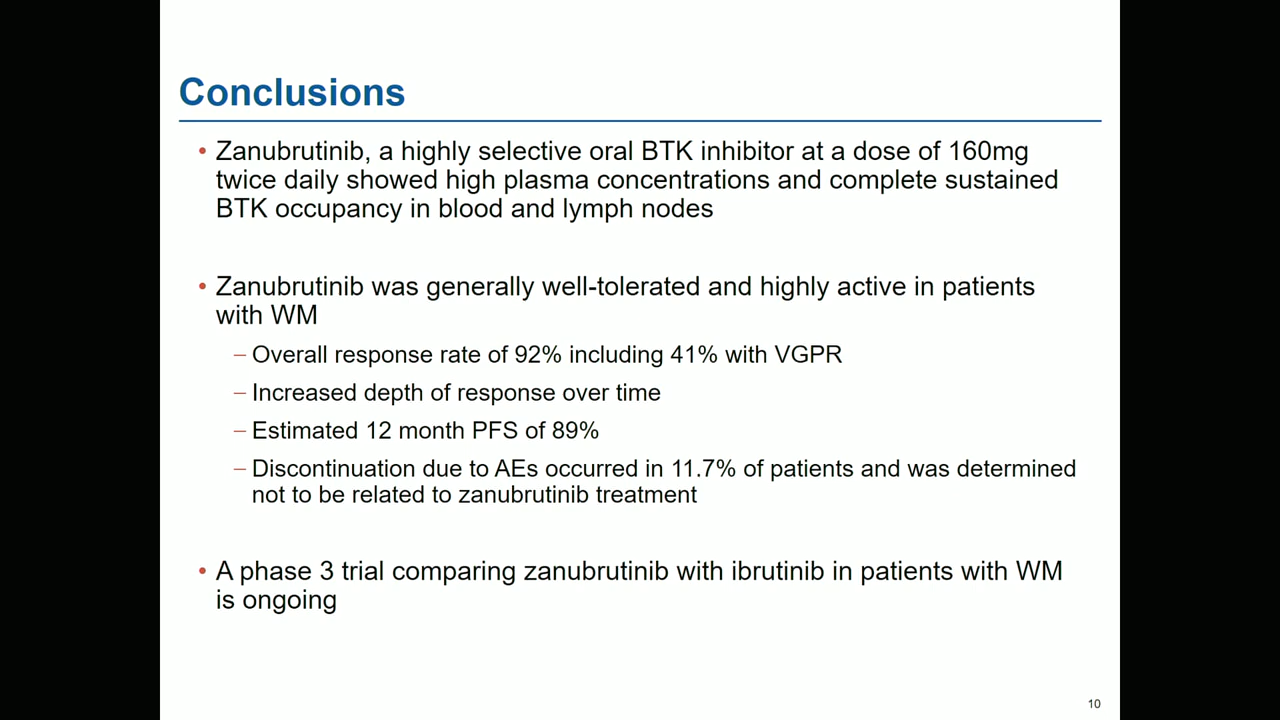 Conclusions
• Zanubrutinib, a highly selective oral BTK inhibitor at a dose of 160mg
twice daily showed high plasma concentrations and complete sustained
BTK occupancy in blood and lymph nodes
• Zanubrutinib was generally well-tolerated and highly active in patients
with WM
– Overall response rate of 92% including 41% with VGPR
– Increased depth of response over time
– Estimated 12 month PFS of 89%
– Discontinuation due to AEs occurred in 11.7% of patients and was determined
not to be related to zanubrutinib treatment
• A phase 3 trial comparing zanubrutinib with ibrutinib in patients with WM
is ongoing
10